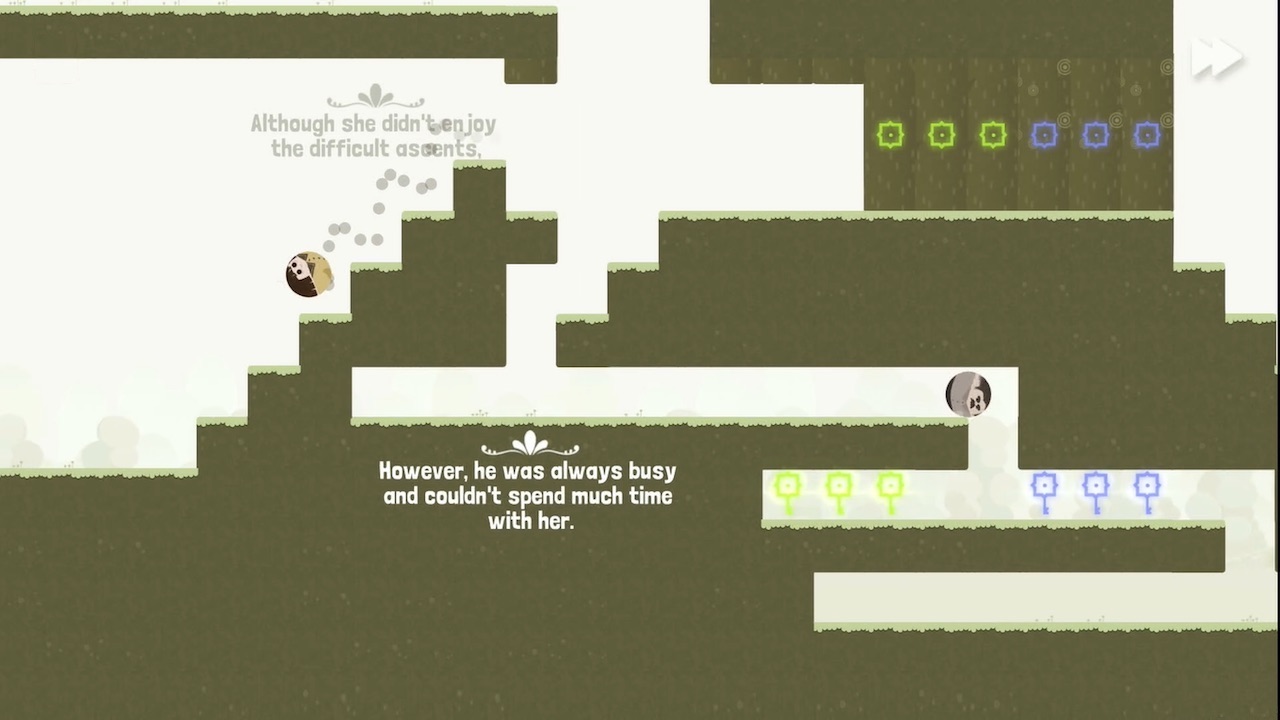 Although she didn't enjoy
the difficult ascents,
However, he was always busy
and couldn't spend much time
with her.